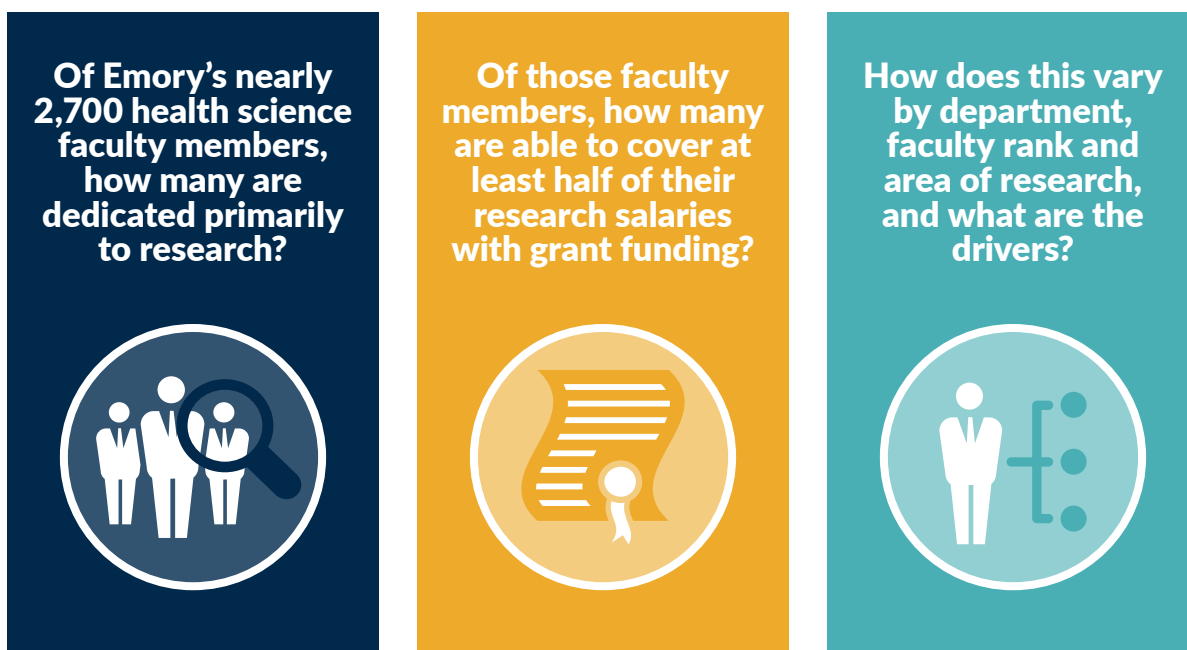 Of Emory’s nearly
2,700 health science
faculty members,
how many are
dedicated primarily
to research?
Of those faculty
members, how many
are able to cover at
least half of their
research salaries
with grant funding?
How does this vary
by department,
faculty rank and
area of research,
and what are the
drivers?